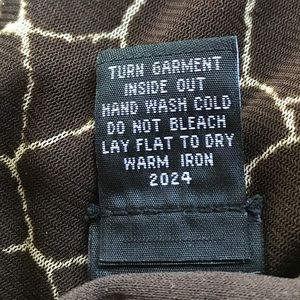 TURN GARMENT
INSIDE OUT
HAND WASH COLD
DO NOT BLEACH
LAY FLAT TO DRY
WARM IRON
2024